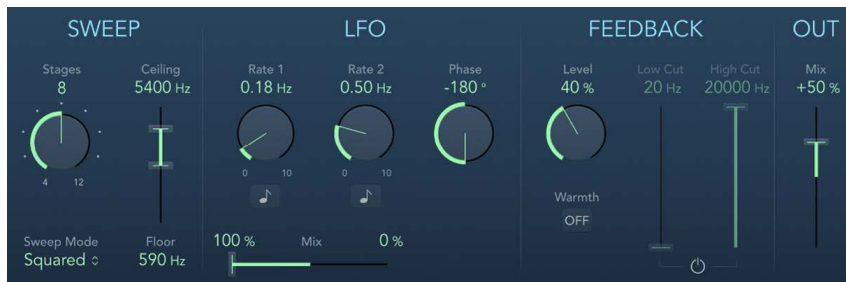 SWEEP
LFO
FEEDBACK
OUT
Stages
Ceiling
Rate 1
Rate 2
Phase
Level
Low Cut
High Cut
Mix
8
5400 Hz
0.18 Hz
0.50 Hz
-180 °
40 %
20 Hz
20000 Hz
+50 %
4
12
0
10
0
10
Warmth
OFF
Sweep Mode
Floor
100 %
Mix
0 %
Squared
590 Hz